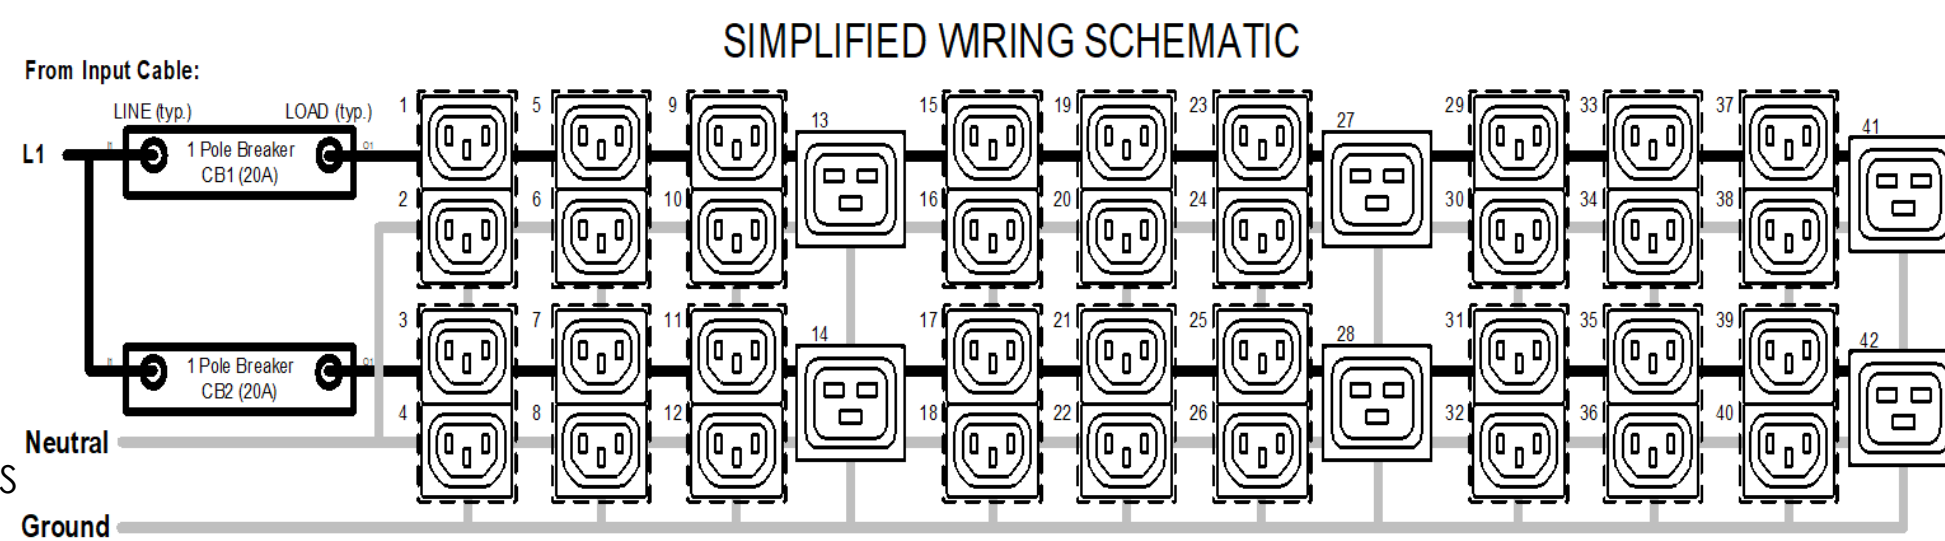 SIMPLIFIED WIRING SCHEMATIC
From Input Cable:
LINE (typ.) LOAD (typ.)
L1
1 Pole Breaker
CB1 (20A)
1 5 9 13 15 19 23 27 29 33 37 41
2 6 10 16 20 24 30 34 38
3 7 11 14 17 21 25 28 31 35 39 42
1 Pole Breaker
CB2 (20A)
4 8 12 18 22 26 32 36 40
Neutral
S
Ground